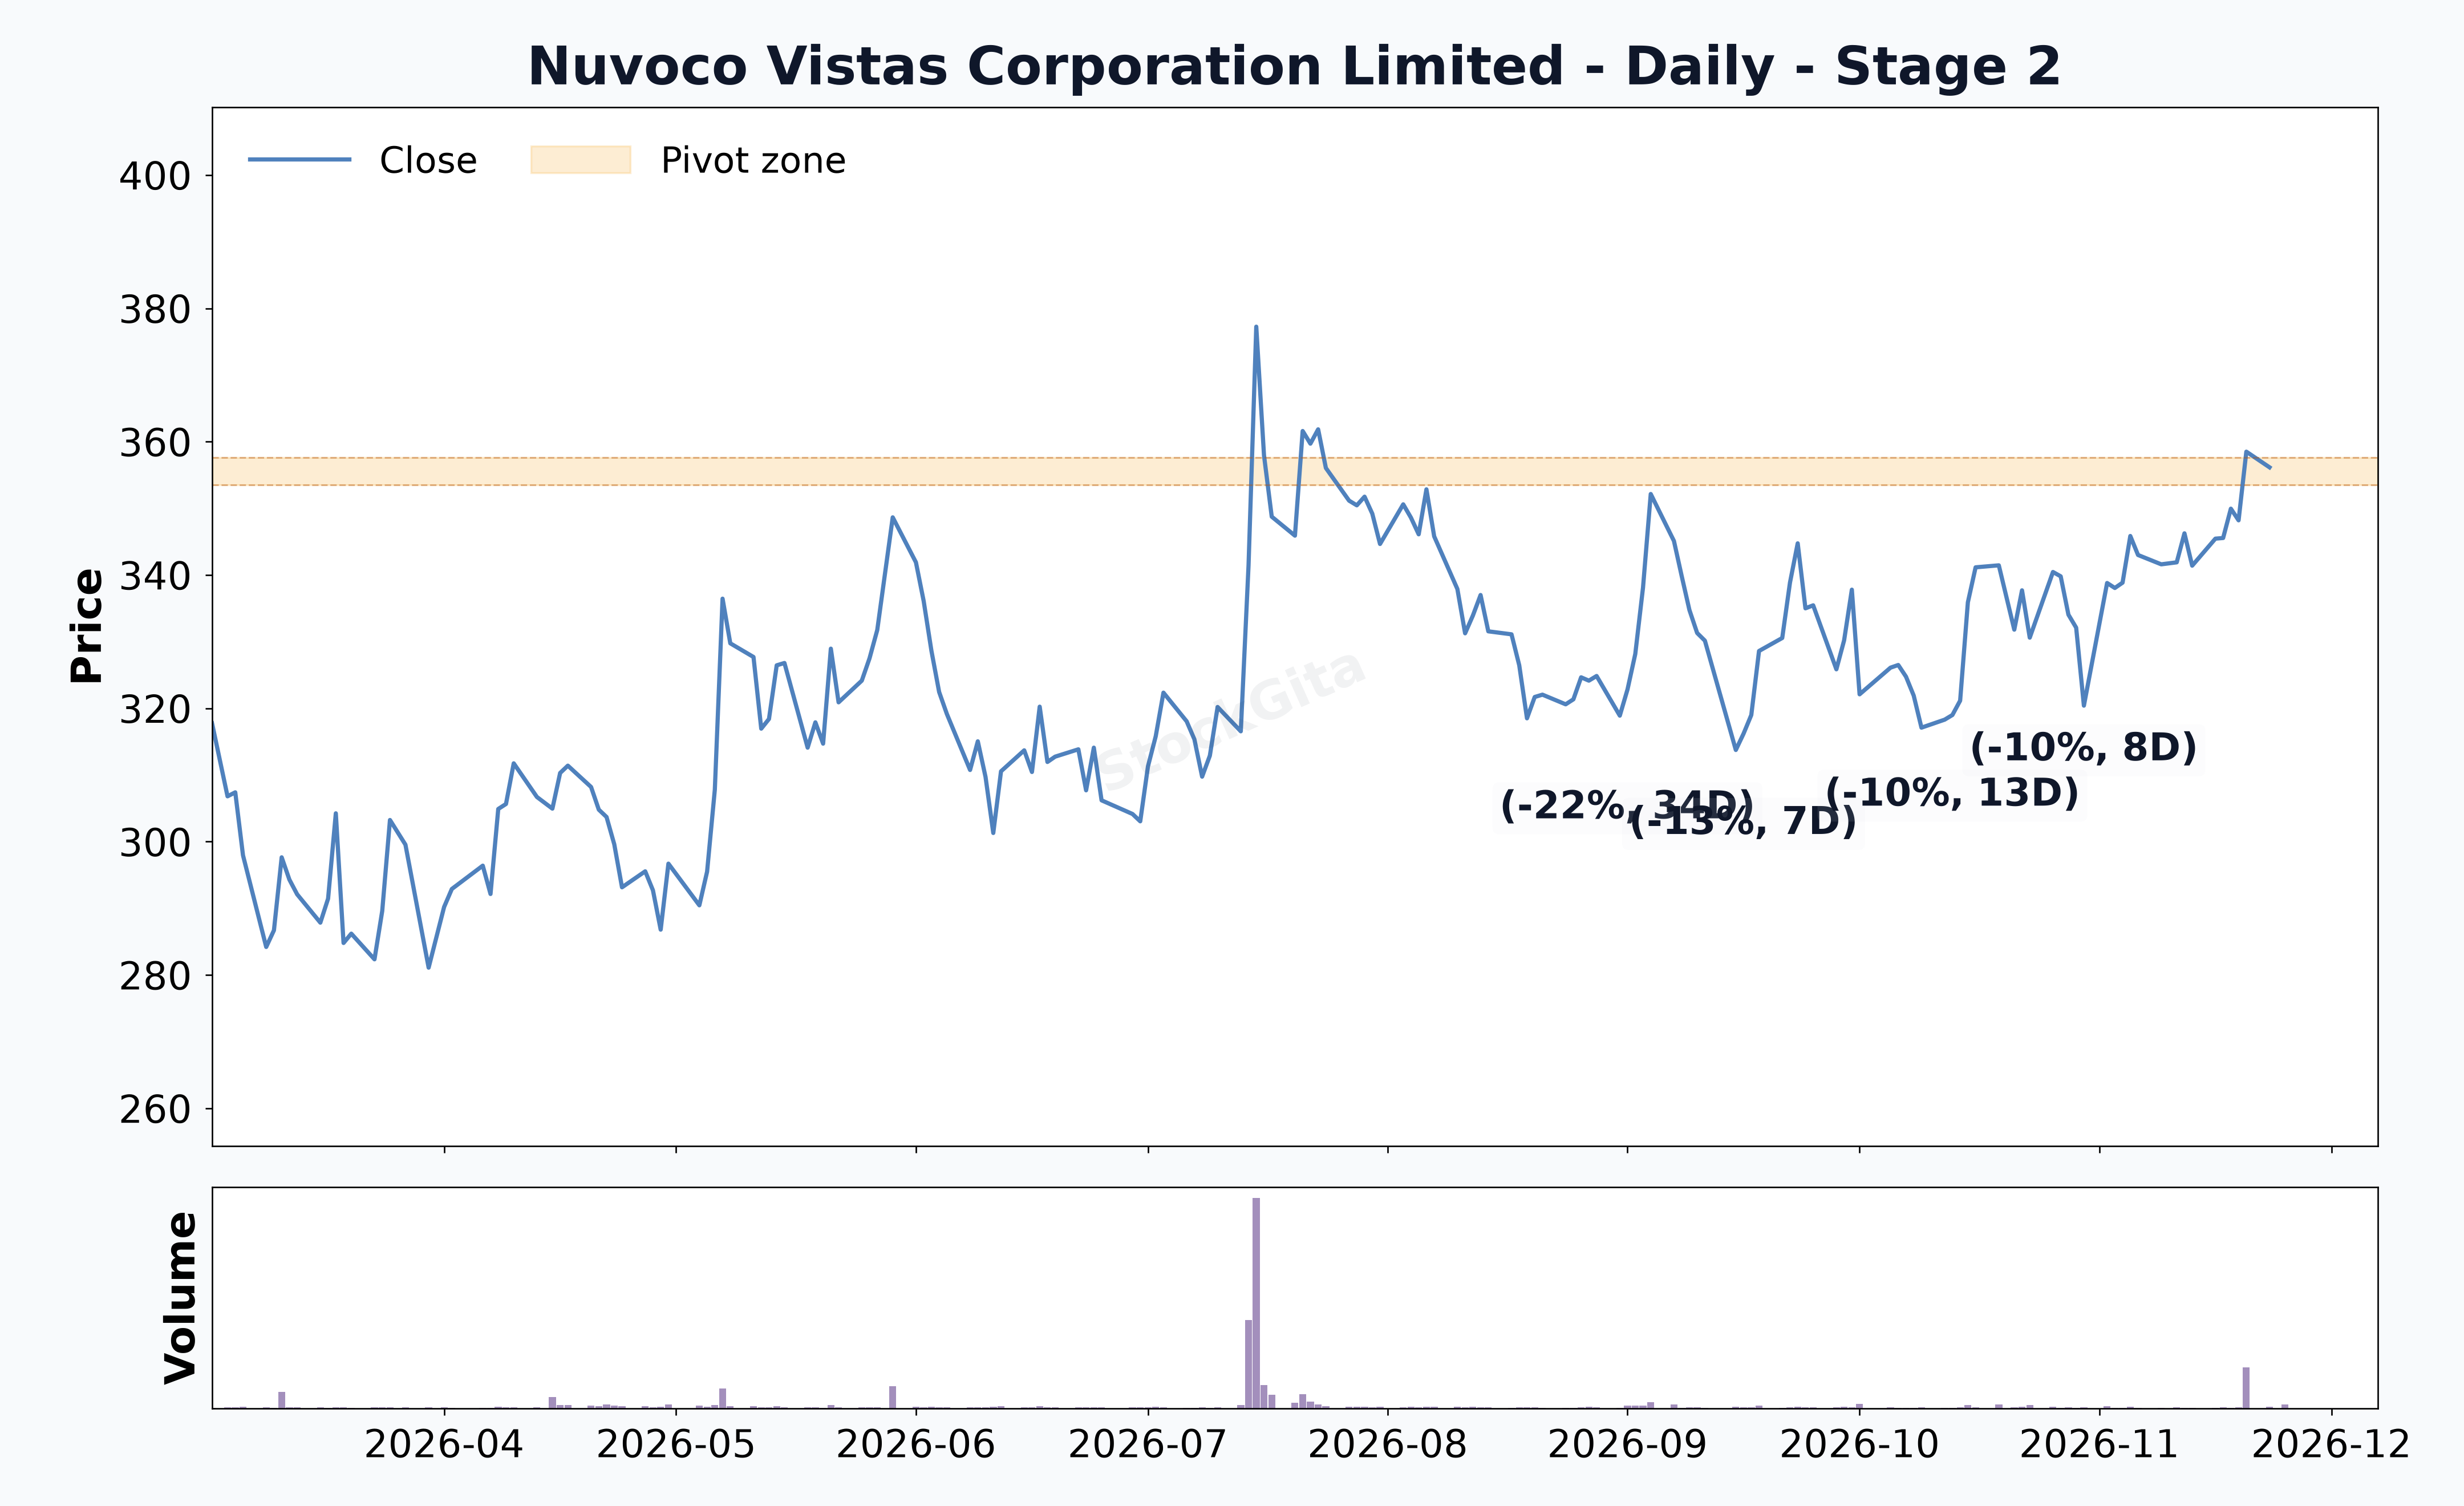 Nuvoco Vistas Corporation Limited - Daily - Stage 2
Close
Pivot zone
400
380
360
340
320
300
280
260
Price
StockGita
(-10%, 8D)
(-10%, 13D)
(-22%, 34D)
(-13%, 7D)
Volume
2026-04
2026-05
2026-06
2026-07
2026-08
2026-09
2026-10
2026-11
2026-12